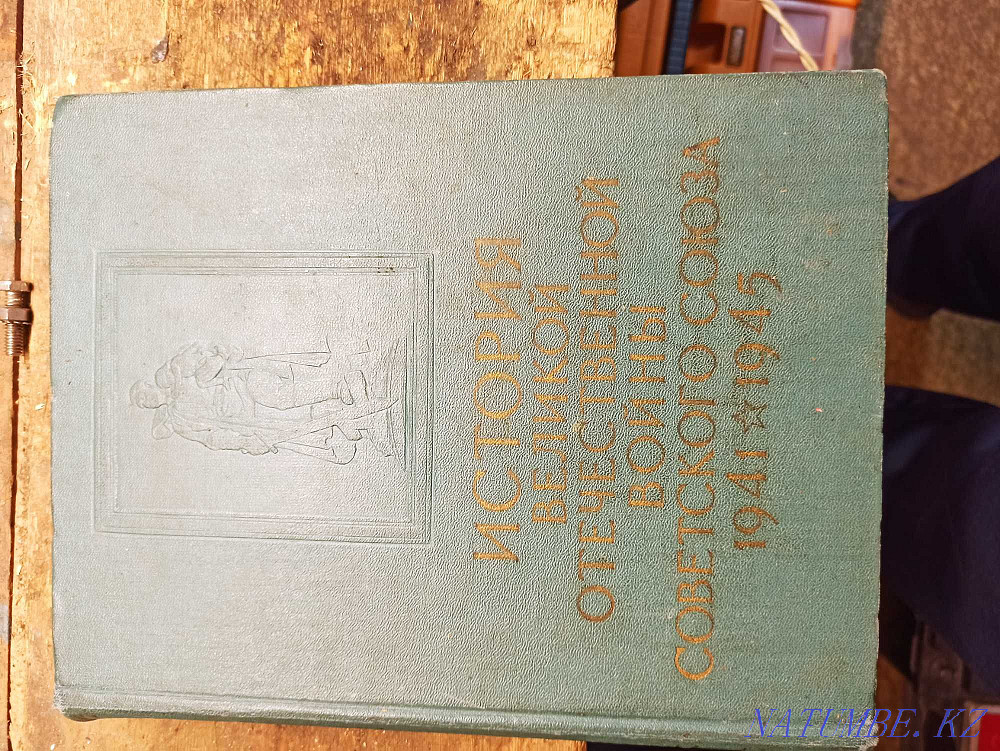 ИСТОРИЯ
ВЕЛИКОЙ
ОТЕЧЕСТВЕННОЙ
ВОЙНЫ
СОВЕТСКОГО СОЮЗА
1941 ☆ 1945
NATUMBE. KZ